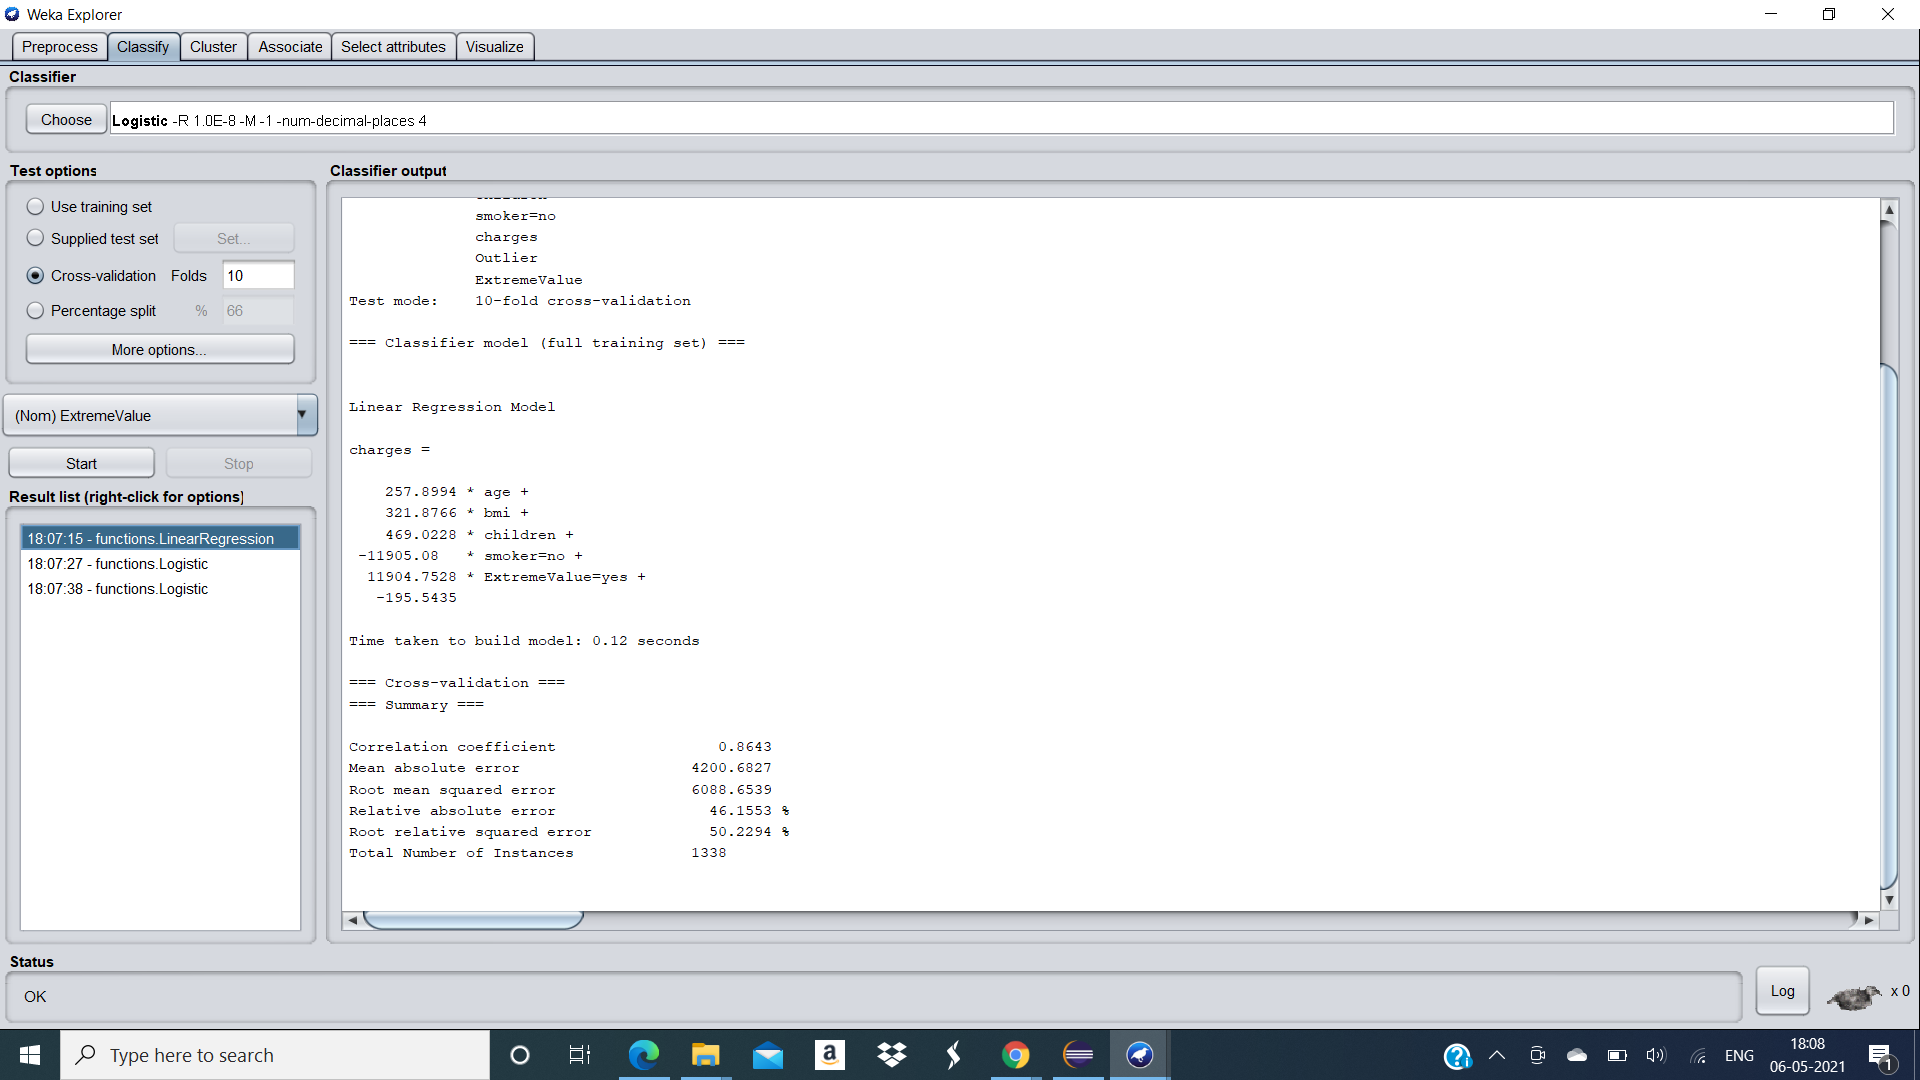 Weka Explorer
Preprocess Classify Cluster Associate Select attributes Visualize
Classifier
Choose Logistic -R 1.0E-8 -M -1 -num-decimal-places 4
Test options
Use training set
Supplied test set Set...
Cross-validation Folds 10
Percentage split % 66
More options...
(Nom) ExtremeValue
Start Stop
Result list (right-click for options)
18:07:15 - functions.LinearRegression
18:07:27 - functions.Logistic
18:07:38 - functions.Logistic
Classifier output
children
smoker=no
charges
Outlier
ExtremeValue
Test mode: 10-fold cross-validation
=== Classifier model (full training set) ===
Linear Regression Model
charges =
257.8994 * age +
321.8766 * bmi +
469.0228 * children +
-11905.08 * smoker=no +
11904.7528 * ExtremeValue=yes +
-195.5435
Time taken to build model: 0.12 seconds
=== Cross-validation ===
=== Summary ===
Correlation coefficient 0.8643
Mean absolute error 4200.6827
Root mean squared error 6088.6539
Relative absolute error 46.1553 %
Root relative squared error 50.2294 %
Total Number of Instances 1338
Status
OK
Log
x 0
Type here to search
a
ENG
18:08
06-05-2021
1